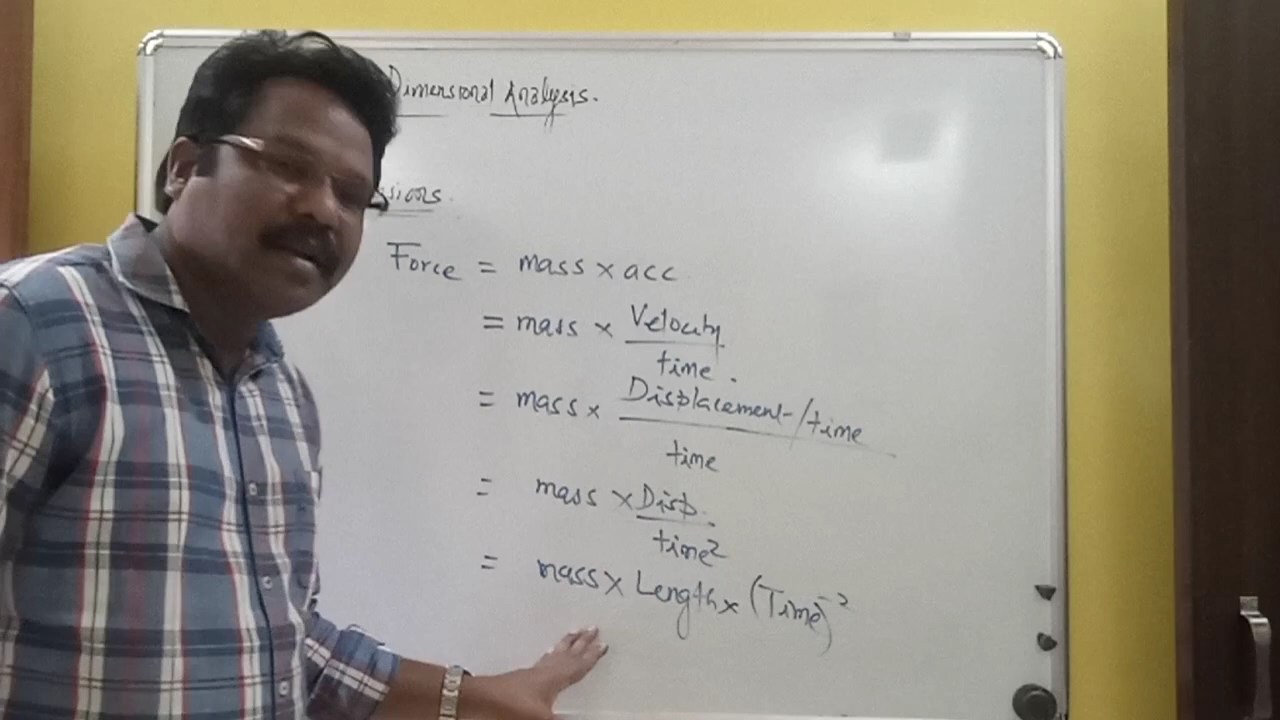 Dimensional Analysis.
Force = mass × acc
= mass × Velocity
time.
= mass × Displacement/time
time
= mass × Disp.
time²
= mass × Length × (Time)⁻²